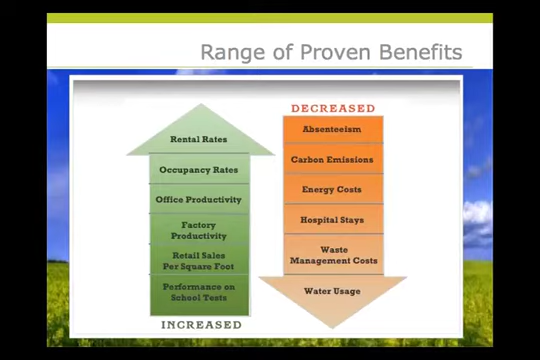 Range of Proven Benefits
Rental Rates
Occupancy Rates
Office Productivity
Factory
Productivity
Retail Sales
Per Square Foot
Performance on
School Tests
INCREASED
DECREASED
Absenteeism
Carbon Emissions
Energy Costs
Hospital Stays
Waste
Management Costs
Water Usage